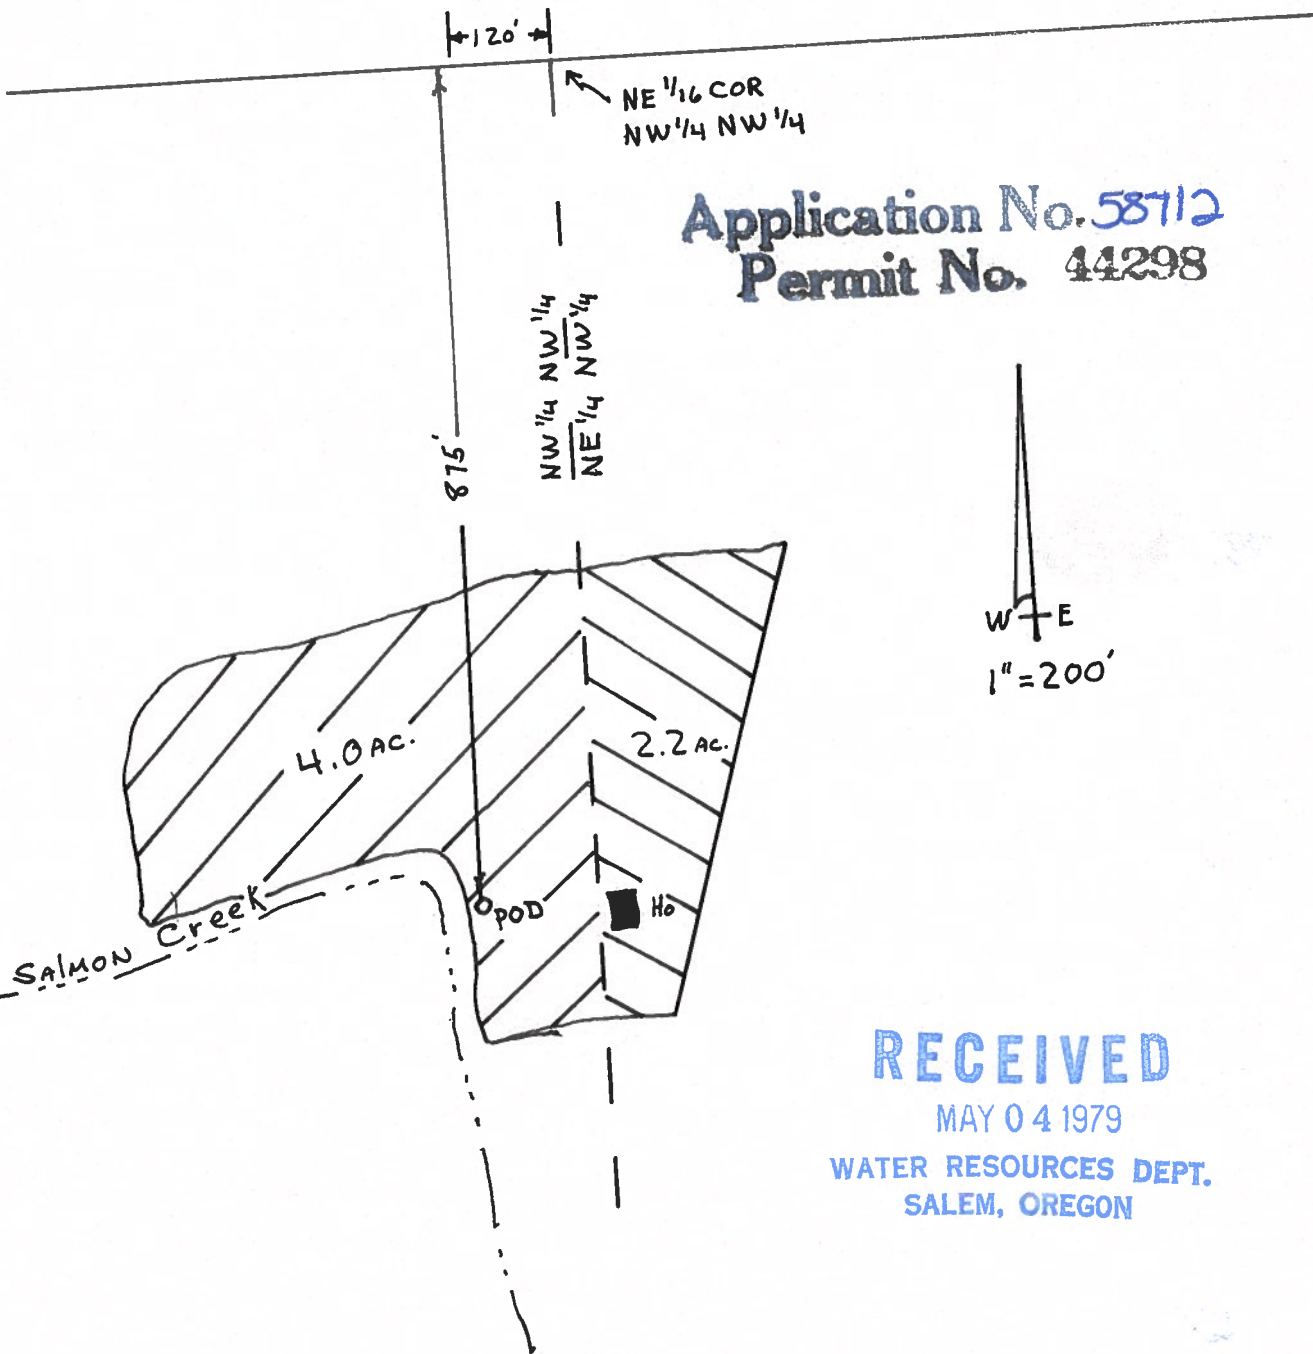 120'
NE 1/16 COR
NW 1/4 NW 1/4
Application No. 58712
Permit No. 44298
NW 1/4 NW 1/4
NE 1/4 NW 1/4
875'
W E
1" = 200'
4.0 AC.
2.2 AC.
POD
Ho
SAlMON Creek
RECEIVED
MAY 04 1979
WATER RESOURCES DEPT.
SALEM, OREGON